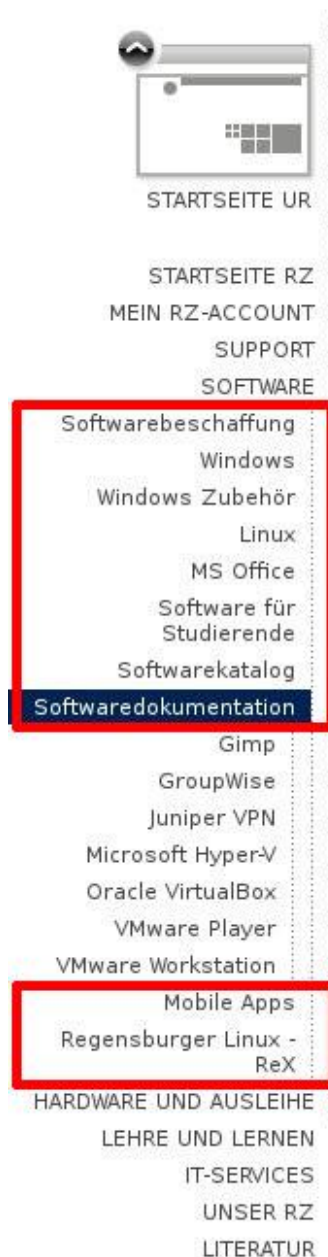 STARTSEITE UR
STARTSEITE RZ
MEIN RZ-ACCOUNT
SUPPORT
SOFTWARE
Softwarebeschaffung
Windows
Windows Zubehör
Linux
MS Office
Software für
Studierende
Softwarekatalog
Softwaredokumentation
Gimp
GroupWise
Juniper VPN
Microsoft Hyper-V
Oracle VirtualBox
VMware Player
VMware Workstation
Mobile Apps
Regensburger Linux -
ReX
HARDWARE UND AUSLEIHE
LEHRE UND LERNEN
IT-SERVICES
UNSER RZ
LITERATUR